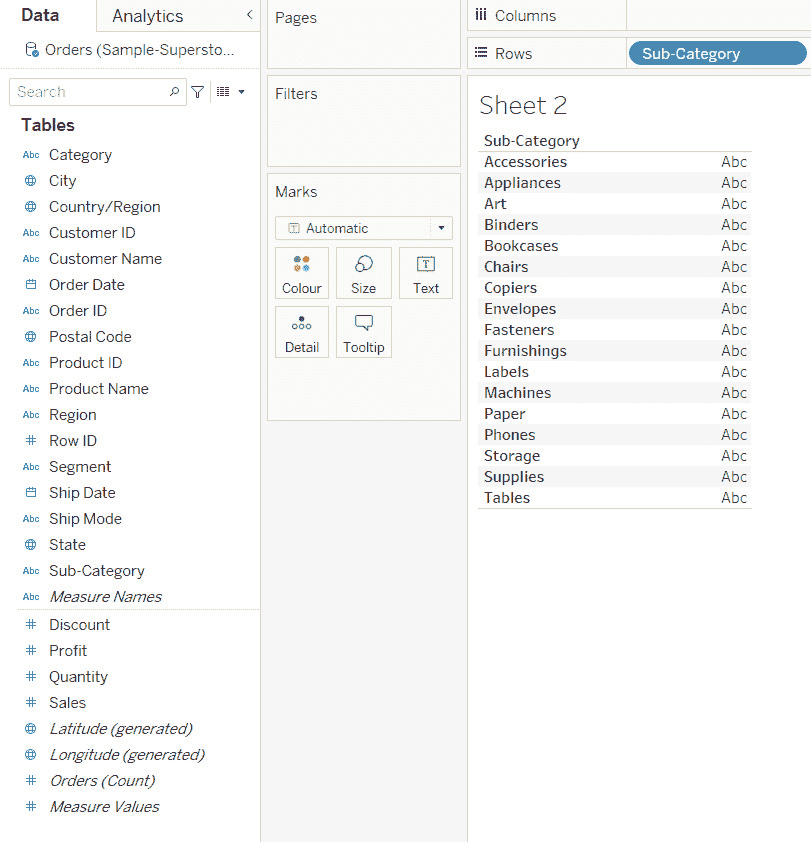 Data
Analytics
Orders (Sample-Supersto...
Search
Tables
Abc Category
City
Country/Region
Abc Customer ID
Abc Customer Name
Order Date
Abc Order ID
Postal Code
Abc Product ID
Abc Product Name
Abc Region
# Row ID
Abc Segment
Ship Date
Abc Ship Mode
State
Abc Sub-Category
Abc Measure Names
# Discount
# Profit
# Quantity
# Sales
Latitude (generated)
Longitude (generated)
# Orders (Count)
# Measure Values
Pages
Filters
Marks
T Automatic
Colour
Size
T
Text
Detail
Tooltip
Columns
Rows
Sub-Category
Sheet 2
Sub-Category
Accessories Abc
Appliances Abc
Art Abc
Binders Abc
Bookcases Abc
Chairs Abc
Copiers Abc
Envelopes Abc
Fasteners Abc
Furnishings Abc
Labels Abc
Machines Abc
Paper Abc
Phones Abc
Storage Abc
Supplies Abc
Tables Abc